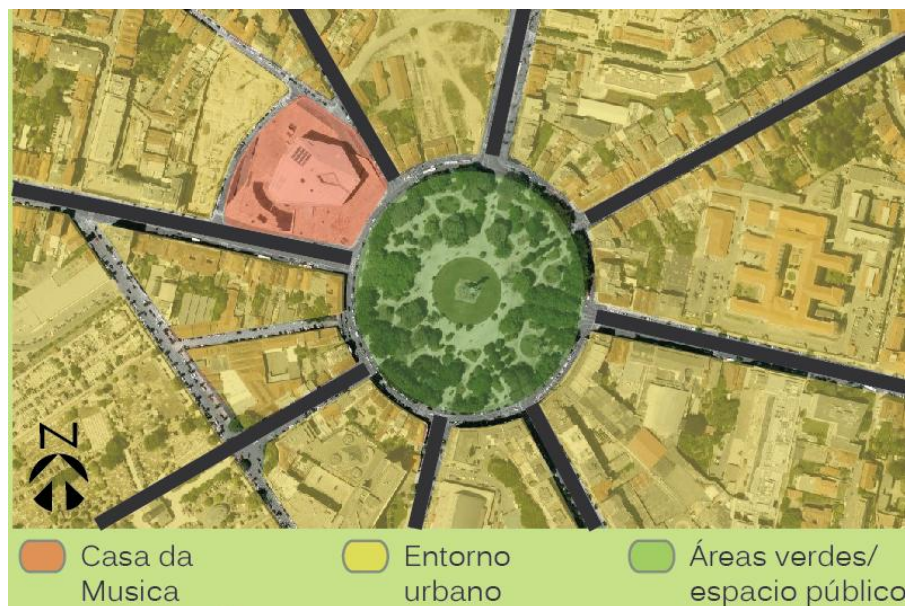 N
Casa da
Musica
Entorno
urbano
Áreas verdes/
espacio público